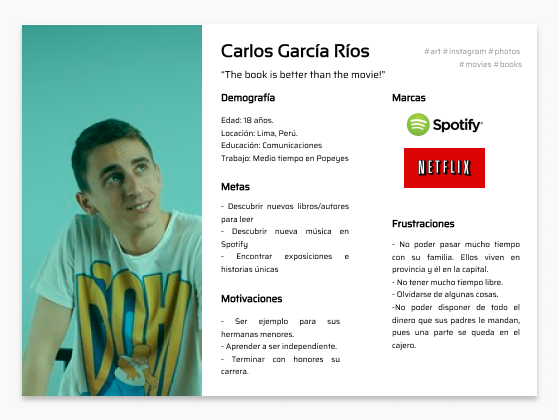 Carlos García Ríos
#art #instagram #photos
#movies #books
"The book is better than the movie!"
Demografía
Edad: 18 años.
Locación: Lima, Perú.
Educación: Comunicaciones
Trabajo: Medio tiempo en Popeyes
Metas
- Descubrir nuevos libros/autores
para leer
- Descubrir nueva música en
Spotify
- Encontrar exposiciones e
historias únicas
Motivaciones
- Ser ejemplo para sus
hermanas menores.
- Aprender a ser independiente.
- Terminar con honores su
carrera.
Marcas
Spotify
NETFLIX
Frustraciones
- No poder pasar mucho tiempo
con su familia. Ellos viven en
provincia y él en la capital.
- No tener mucho tiempo libre.
- Olvidarse de algunas cosas.
-No poder disponer de todo el
dinero que sus padres le mandan,
pues una parte se queda en el
cajero.
D'OH!